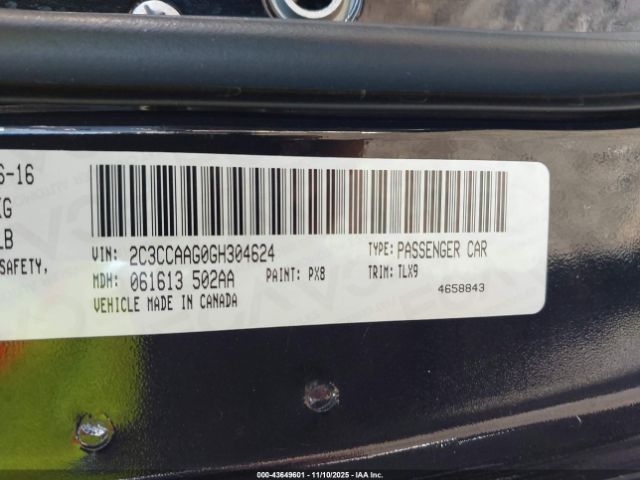 6-16
KG
LB
SAFETY,
VIN: 2C3CCAAG0GH304624
TYPE: PASSENGER CAR
MDH: 061613 502AA
PAINT: PX8
TRIM: TLX9
VEHICLE MADE IN CANADA
4658843
000-43649601 - 11/10/2025 - IAA Inc.